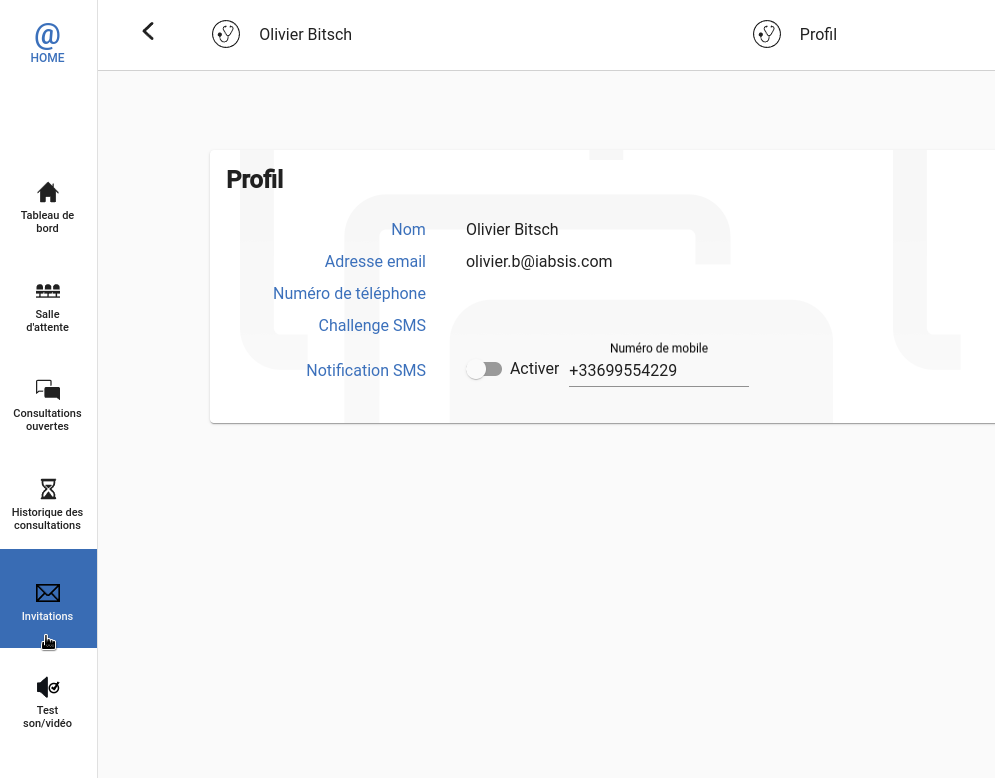 @
HOME
Olivier Bitsch
Profil
Tableau de
bord
Salle
d'attente
Consultations
ouvertes
Historique des
consultations
Invitations
Test
son/vidéo
Profil
Nom Olivier Bitsch
Adresse email olivier.b@iabsis.com
Numéro de téléphone
Challenge SMS
Numéro de mobile
Notification SMS Activer +33699554229